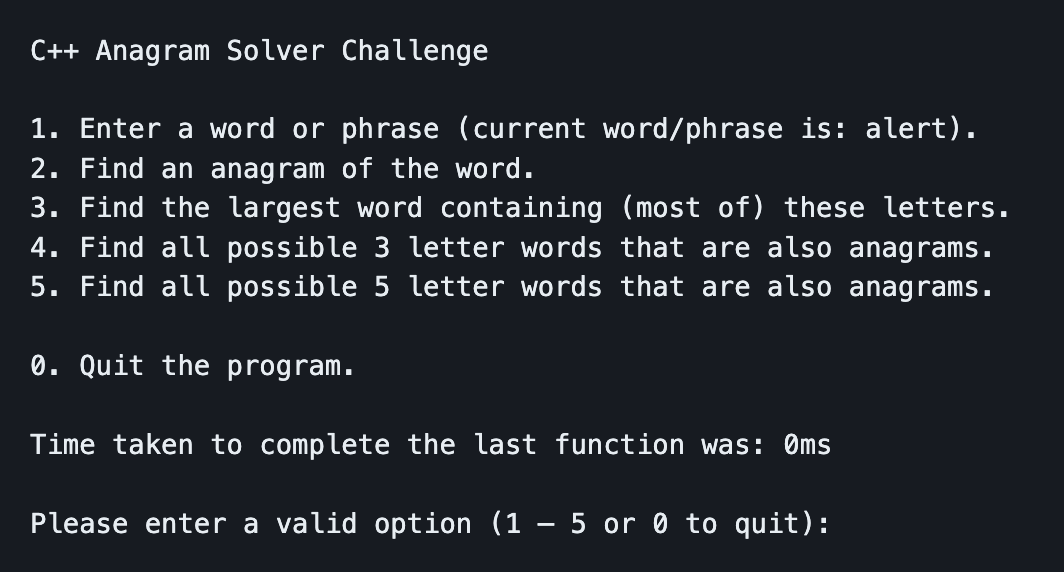 C++ Anagram Solver Challenge
1. Enter a word or phrase (current word/phrase is: alert).
2. Find an anagram of the word.
3. Find the largest word containing (most of) these letters.
4. Find all possible 3 letter words that are also anagrams.
5. Find all possible 5 letter words that are also anagrams.
0. Quit the program.
Time taken to complete the last function was: 0ms
Please enter a valid option (1 – 5 or 0 to quit):